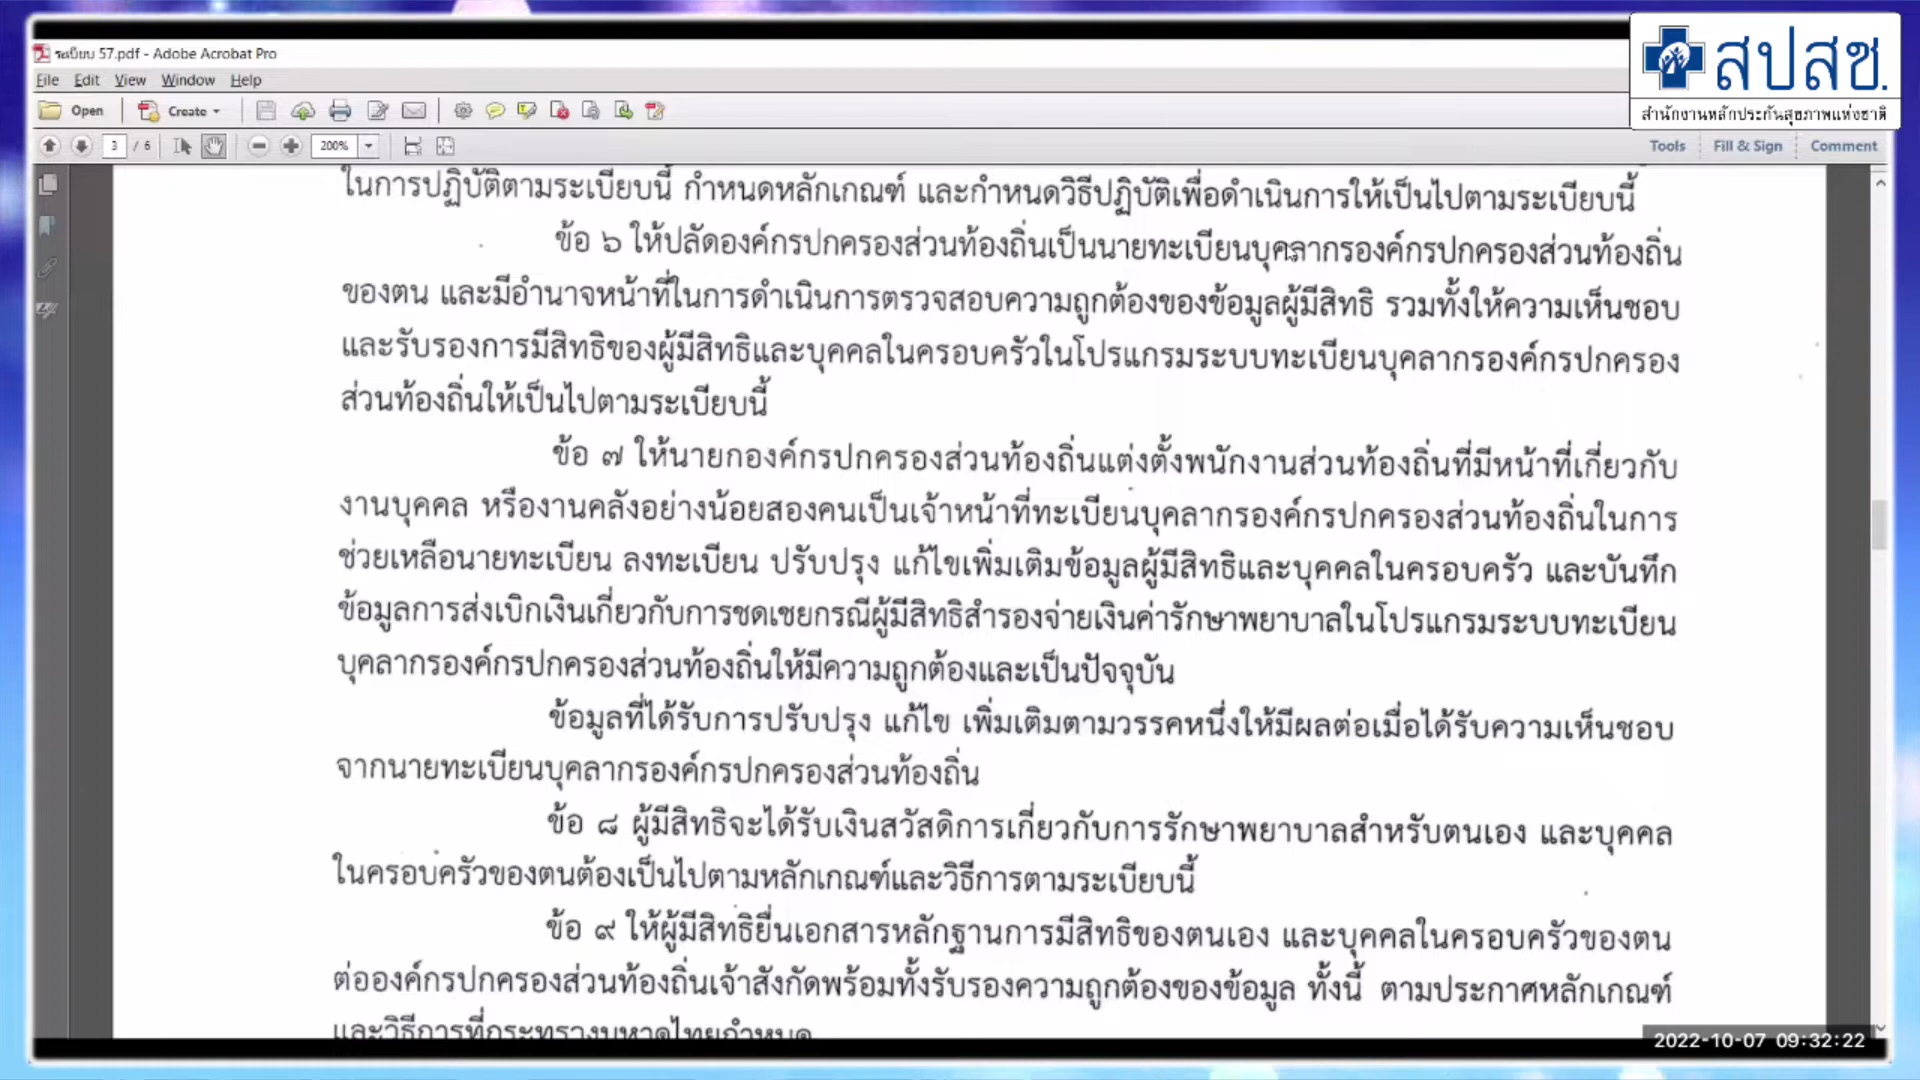 ระเบียบ 57.pdf - Adobe Acrobat Pro
สปสช.
สำนักงานหลักประกันสุขภาพแห่งชาติ
File Edit View Window Help
Open Create
3 / 6 200% Tools Fill & Sign Comment
ในการปฏิบัติตามระเบียบนี้ กำหนดหลักเกณฑ์ และกำหนดวิธีปฏิบัติเพื่อดำเนินการให้เป็นไปตามระเบียบนี้
ข้อ ๖ ให้ปลัดองค์กรปกครองส่วนท้องถิ่นเป็นนายทะเบียนบุคลากรองค์กรปกครองส่วนท้องถิ่น
ของตน และมีอำนาจหน้าที่ในการดำเนินการตรวจสอบความถูกต้องของข้อมูลผู้มีสิทธิ รวมทั้งให้ความเห็นชอบ
และรับรองการมีสิทธิของผู้มีสิทธิและบุคคลในครอบครัวในโปรแกรมระบบทะเบียนบุคลากรองค์กรปกครอง
ส่วนท้องถิ่นให้เป็นไปตามระเบียบนี้
ข้อ ๗ ให้นายกองค์กรปกครองส่วนท้องถิ่นแต่งตั้งพนักงานส่วนท้องถิ่นที่มีหน้าที่เกี่ยวกับ
งานบุคคล หรืองานคลังอย่างน้อยสองคนเป็นเจ้าหน้าที่ทะเบียนบุคลากรองค์กรปกครองส่วนท้องถิ่นในการ
ช่วยเหลือนายทะเบียน ลงทะเบียน ปรับปรุง แก้ไขเพิ่มเติมข้อมูลผู้มีสิทธิและบุคคลในครอบครัว และบันทึก
ข้อมูลการส่งเบิกเงินเกี่ยวกับการชดเชยกรณีผู้มีสิทธิสำรองจ่ายเงินค่ารักษาพยาบาลในโปรแกรมระบบทะเบียน
บุคลากรองค์กรปกครองส่วนท้องถิ่นให้มีความถูกต้องและเป็นปัจจุบัน
ข้อมูลที่ได้รับการปรับปรุง แก้ไข เพิ่มเติมตามวรรคหนึ่งให้มีผลต่อเมื่อได้รับความเห็นชอบ
จากนายทะเบียนบุคลากรองค์กรปกครองส่วนท้องถิ่น
ข้อ ๘ ผู้มีสิทธิจะได้รับเงินสวัสดิการเกี่ยวกับการรักษาพยาบาลสำหรับตนเอง และบุคคล
ในครอบครัวของตนต้องเป็นไปตามหลักเกณฑ์และวิธีการตามระเบียบนี้
ข้อ ๙ ให้ผู้มีสิทธิยื่นเอกสารหลักฐานการมีสิทธิของตนเอง และบุคคลในครอบครัวของตน
ต่อองค์กรปกครองส่วนท้องถิ่นเจ้าสังกัดพร้อมทั้งรับรองความถูกต้องของข้อมูล ทั้งนี้ ตามประกาศหลักเกณฑ์
และวิธีการที่กระทรวงมหาดไทยกำหนด
2022-10-07 09:32:22